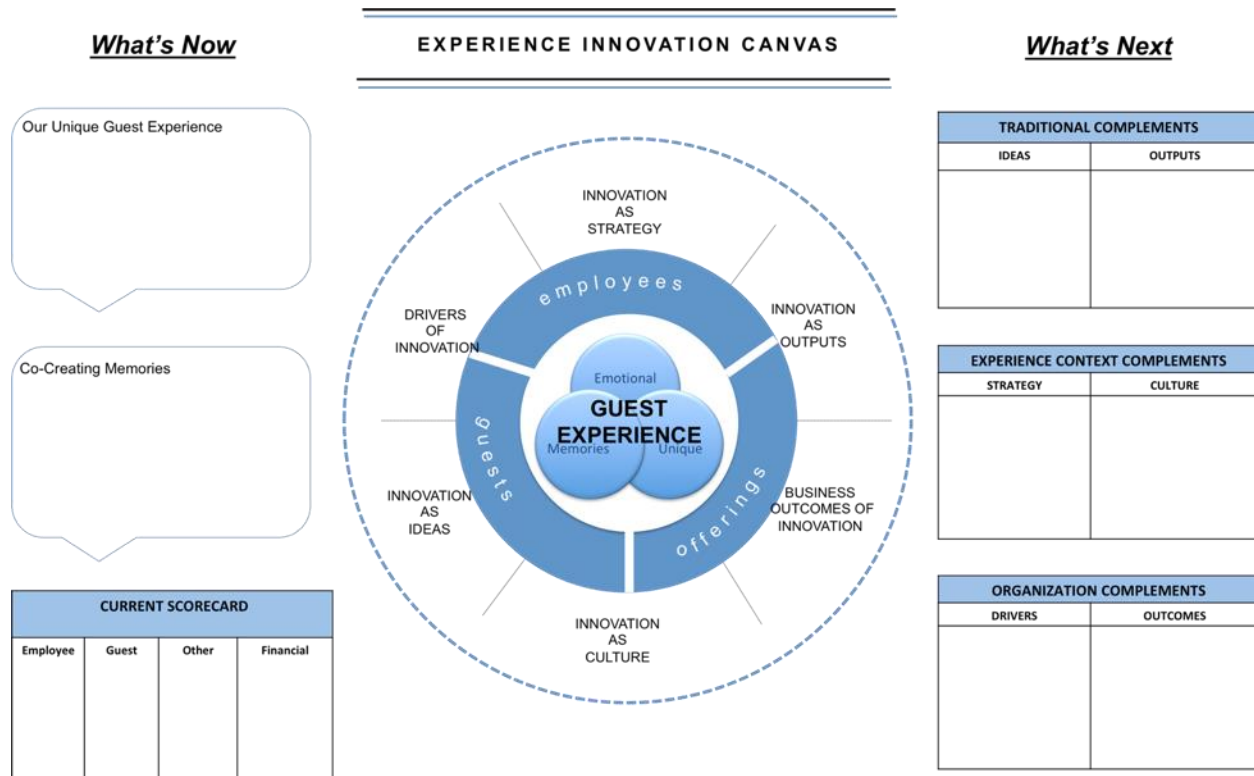 What's Now
EXPERIENCE INNOVATION CANVAS
What's Next
Our Unique Guest Experience
Co-Creating Memories
CURRENT SCORECARD
Employee
Guest
Other
Financial
INNOVATION
AS
STRATEGY
DRIVERS
OF
INNOVATION
INNOVATION
AS
OUTPUTS
INNOVATION
AS
IDEAS
BUSINESS
OUTCOMES OF
INNOVATION
INNOVATION
AS
CULTURE
employees
guests
offerings
Emotional
GUEST
EXPERIENCE
Memories
Unique
TRADITIONAL COMPLEMENTS
IDEAS
OUTPUTS
EXPERIENCE CONTEXT COMPLEMENTS
STRATEGY
CULTURE
ORGANIZATION COMPLEMENTS
DRIVERS
OUTCOMES